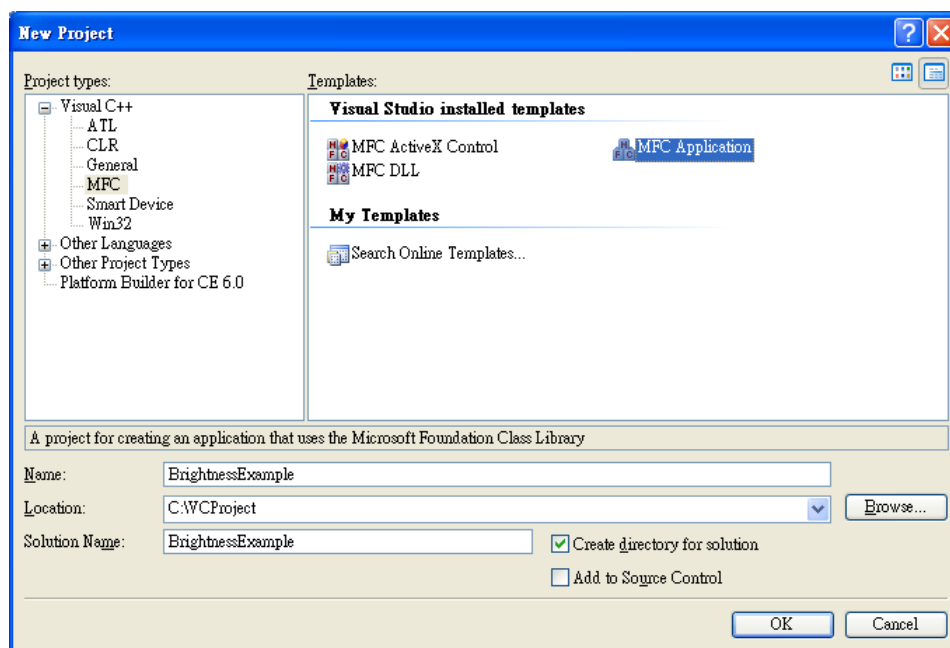 New Project
Project types:
Templates:
Visual C++
ATL
CLR
General
MFC
Smart Device
Win32
Other Languages
Other Project Types
Platform Builder for CE 6.0
Visual Studio installed templates
MFC ActiveX Control
MFC Application
MFC DLL
My Templates
Search Online Templates...
A project for creating an application that uses the Microsoft Foundation Class Library
Name:
BrightnessExample
Location:
C:\VCProject
Browse...
Solution Name:
BrightnessExample
Create directory for solution
Add to Source Control
OK
Cancel